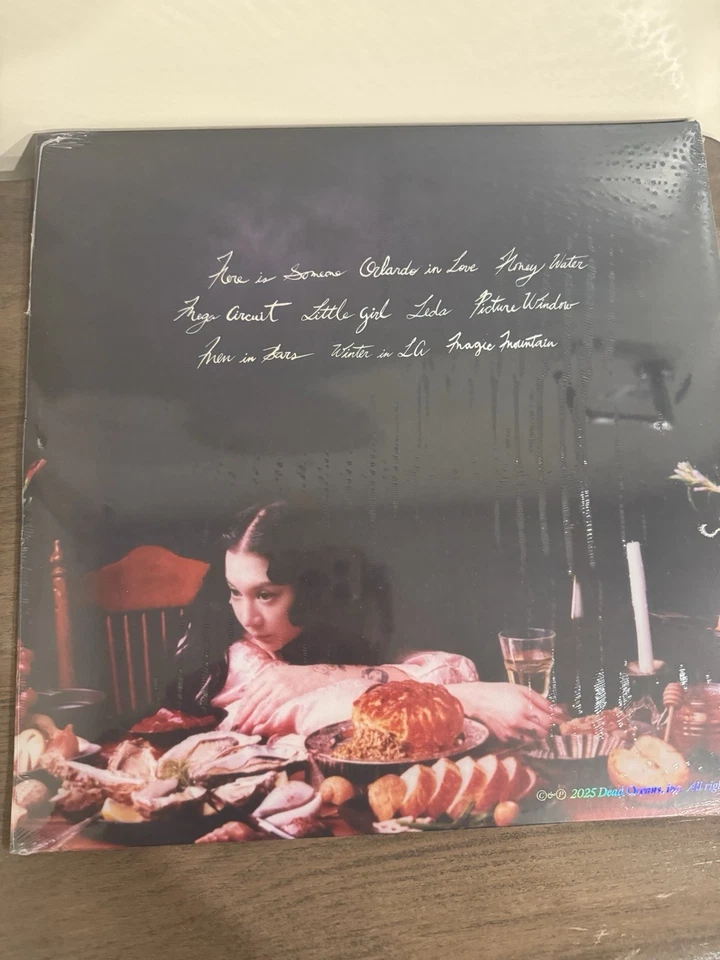 Here is Someone Orlando in Love Honey Water
Mega Circuit Little Girl Leda Picture Window
Men in Bars Winter in LA Magic Mountain
©&℗ 2025 Dead Oceans, Inc. All righ